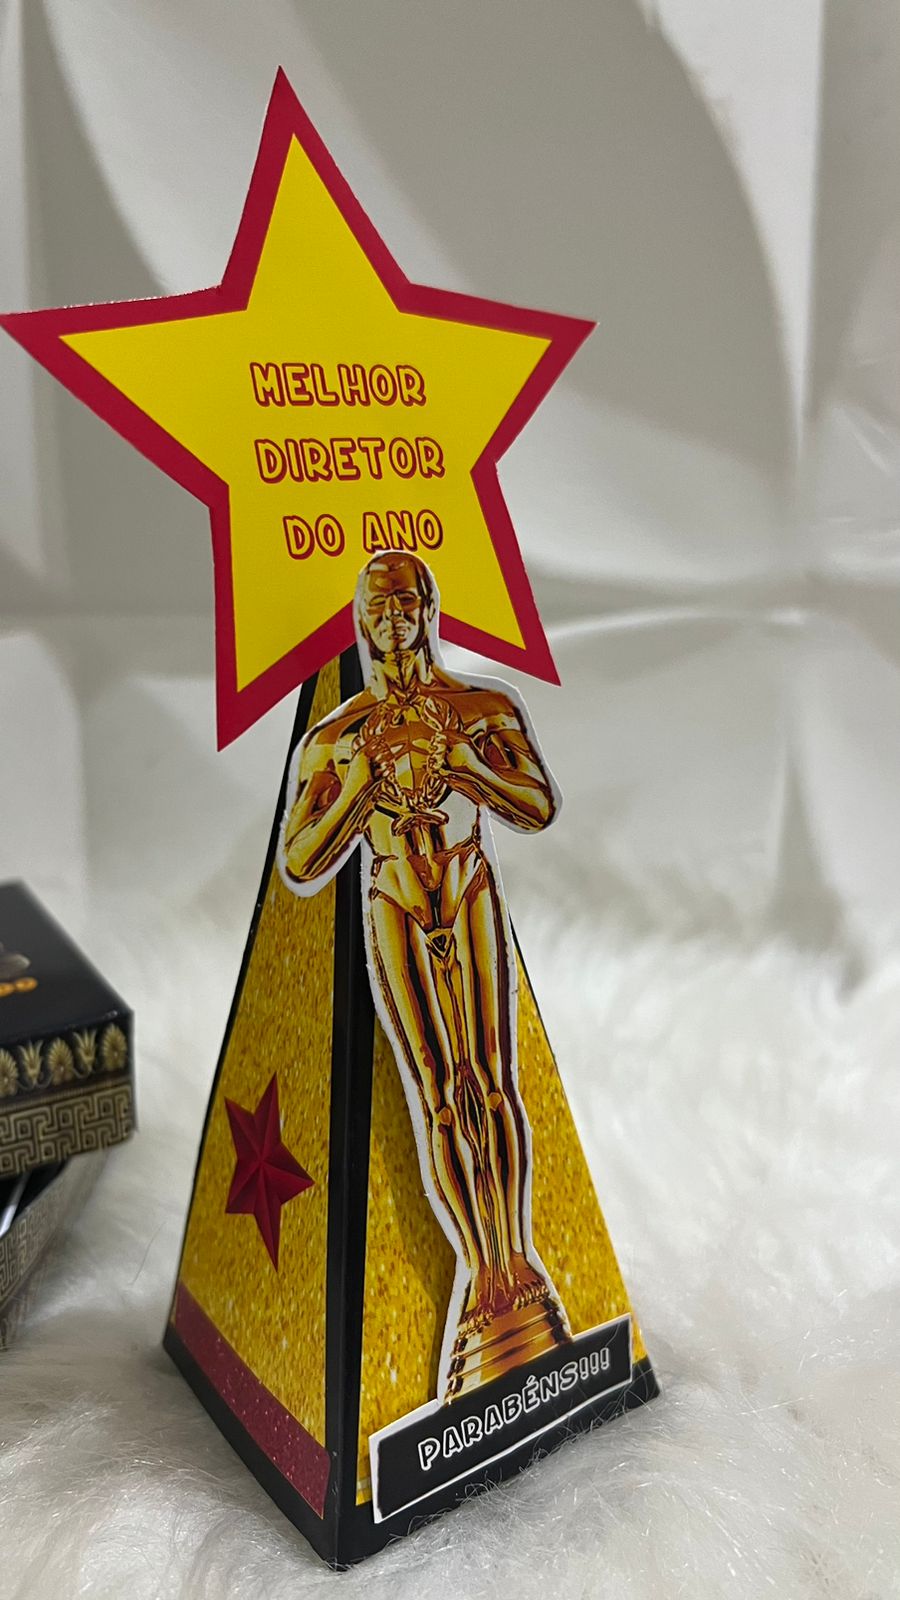 MELHOR
DIRETOR
DO ANO
PARABÉNS!!!